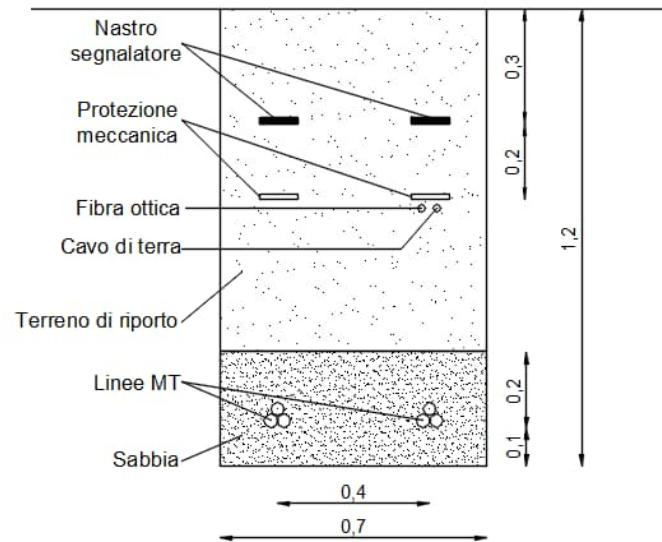 Nastro
segnalatore
Protezione
meccanica
Fibra ottica
Cavo di terra
Terreno di riporto
Linee MT
Sabbia
0,3
0,2
1,2
0,2
0,1
0,4
0,7